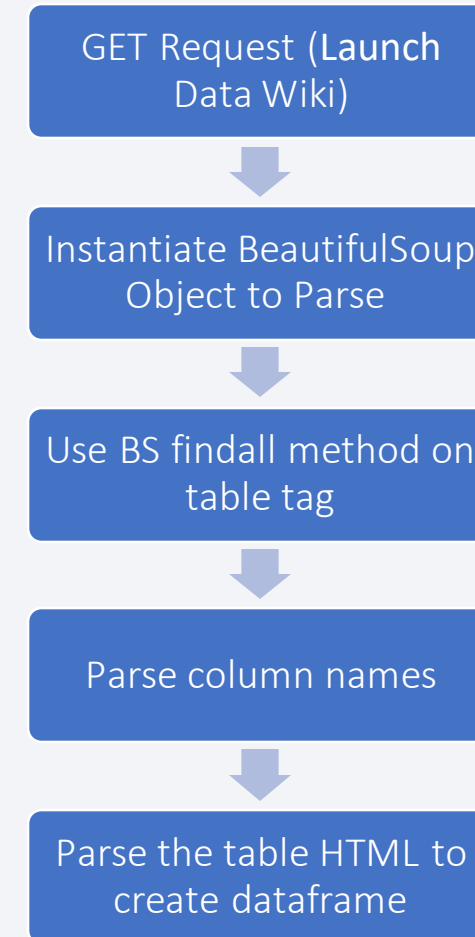 GET Request (Launch
Data Wiki)
Instantiate BeautifulSoup
Object to Parse
Use BS findall method on
table tag
Parse column names
Parse the table HTML to
create dataframe